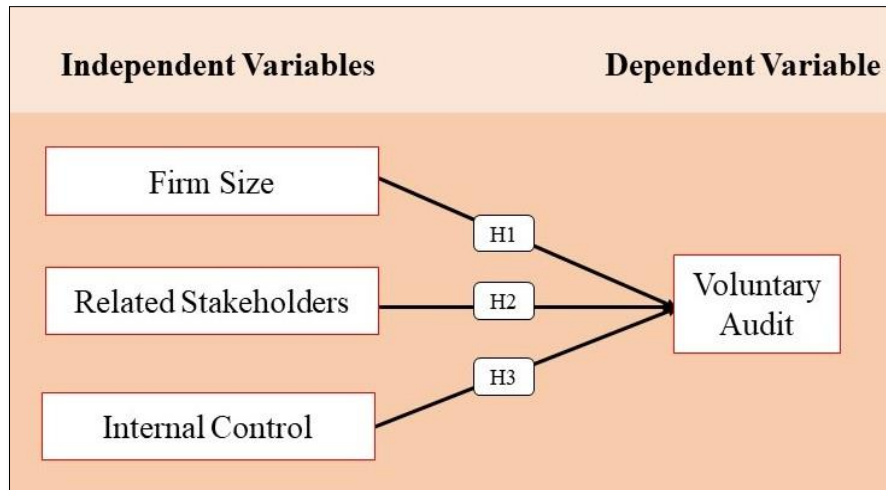 Independent Variables
Dependent Variable
Firm Size
H1
Related Stakeholders
H2
Voluntary
Audit
H3
Internal Control